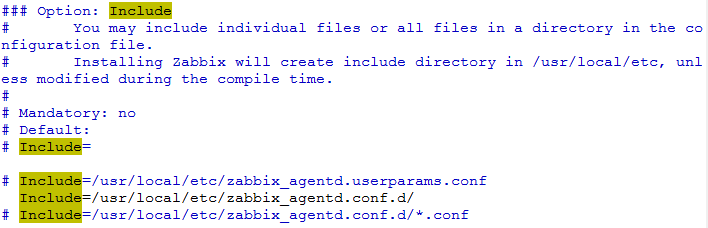 ### Option: Include
#       You may include individual files or all files in a directory in the co
nfiguration file.
#       Installing Zabbix will create include directory in /usr/local/etc, unl
ess modified during the compile time.
#
# Mandatory: no
# Default:
# Include=

# Include=/usr/local/etc/zabbix_agentd.userparams.conf
  Include=/usr/local/etc/zabbix_agentd.conf.d/
# Include=/usr/local/etc/zabbix_agentd.conf.d/*.conf